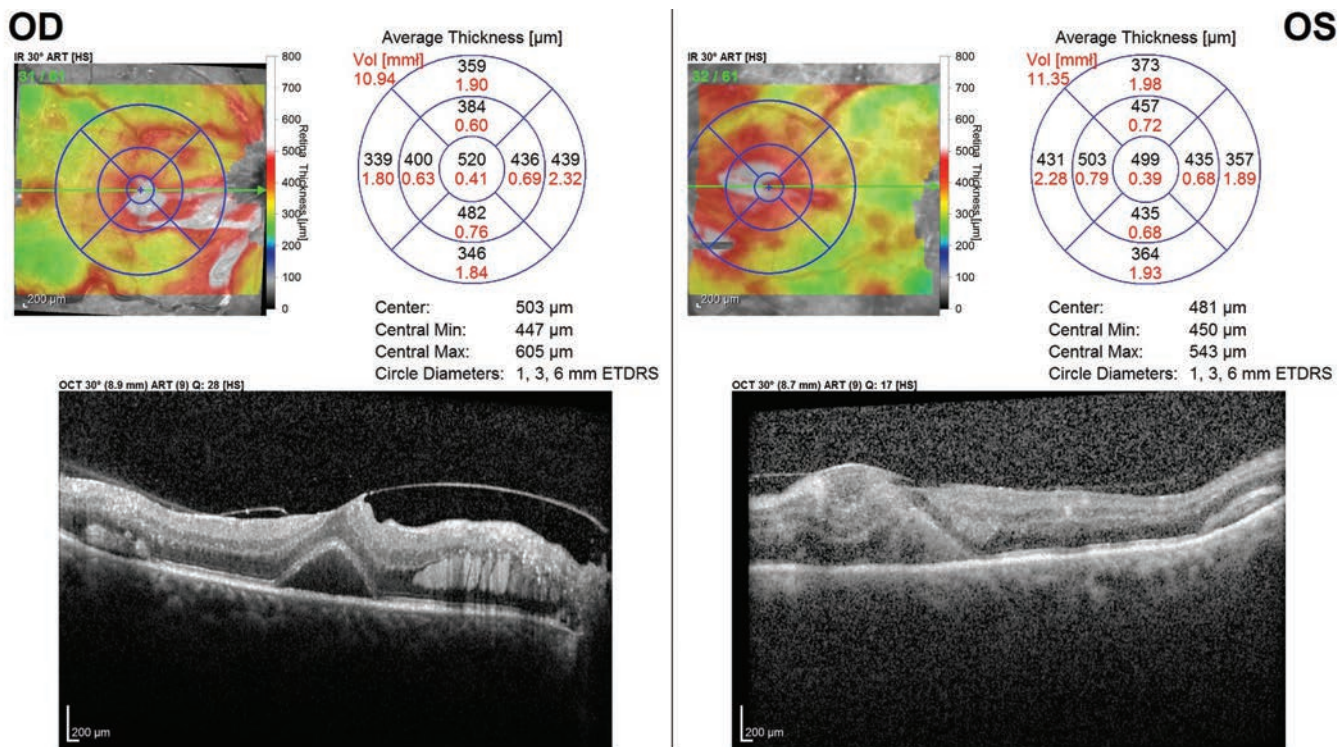 OD
IR 30° ART [HS]
31 / 61
800
700
600
500
400
300
200
100
0
Retina Thickness [µm]
200 µm
Average Thickness [µm]
Vol [mmł]
10.94
359
1.90
384
0.60
339 400 520 436 439
1.80 0.63 0.41 0.69 2.32
482
0.76
346
1.84
Center: 503 µm
Central Min: 447 µm
Central Max: 605 µm
Circle Diameters: 1, 3, 6 mm ETDRS
OCT 30° (8.9 mm) ART (9) Q: 28 [HS]
200 µm
OS
IR 30° ART [HS]
32 / 61
800
700
600
500
400
300
200
100
0
Retina Thickness [µm]
200 µm
Average Thickness [µm]
Vol [mmł]
11.35
373
1.98
457
0.72
431 503 499 435 357
2.28 0.79 0.39 0.68 1.89
435
0.68
364
1.93
Center: 481 µm
Central Min: 450 µm
Central Max: 543 µm
Circle Diameters: 1, 3, 6 mm ETDRS
OCT 30° (8.7 mm) ART (9) Q: 17 [HS]
200 µm